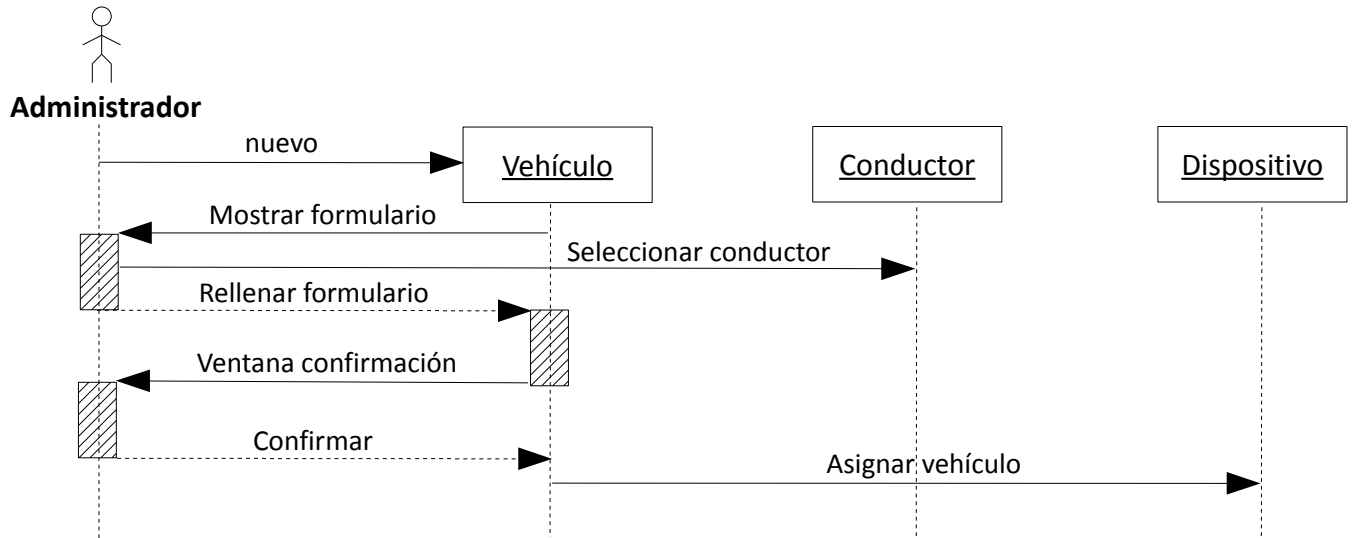 Administrador
nuevo
Vehículo
Conductor
Dispositivo
Mostrar formulario
Seleccionar conductor
Rellenar formulario
Ventana confirmación
Confirmar
Asignar vehículo